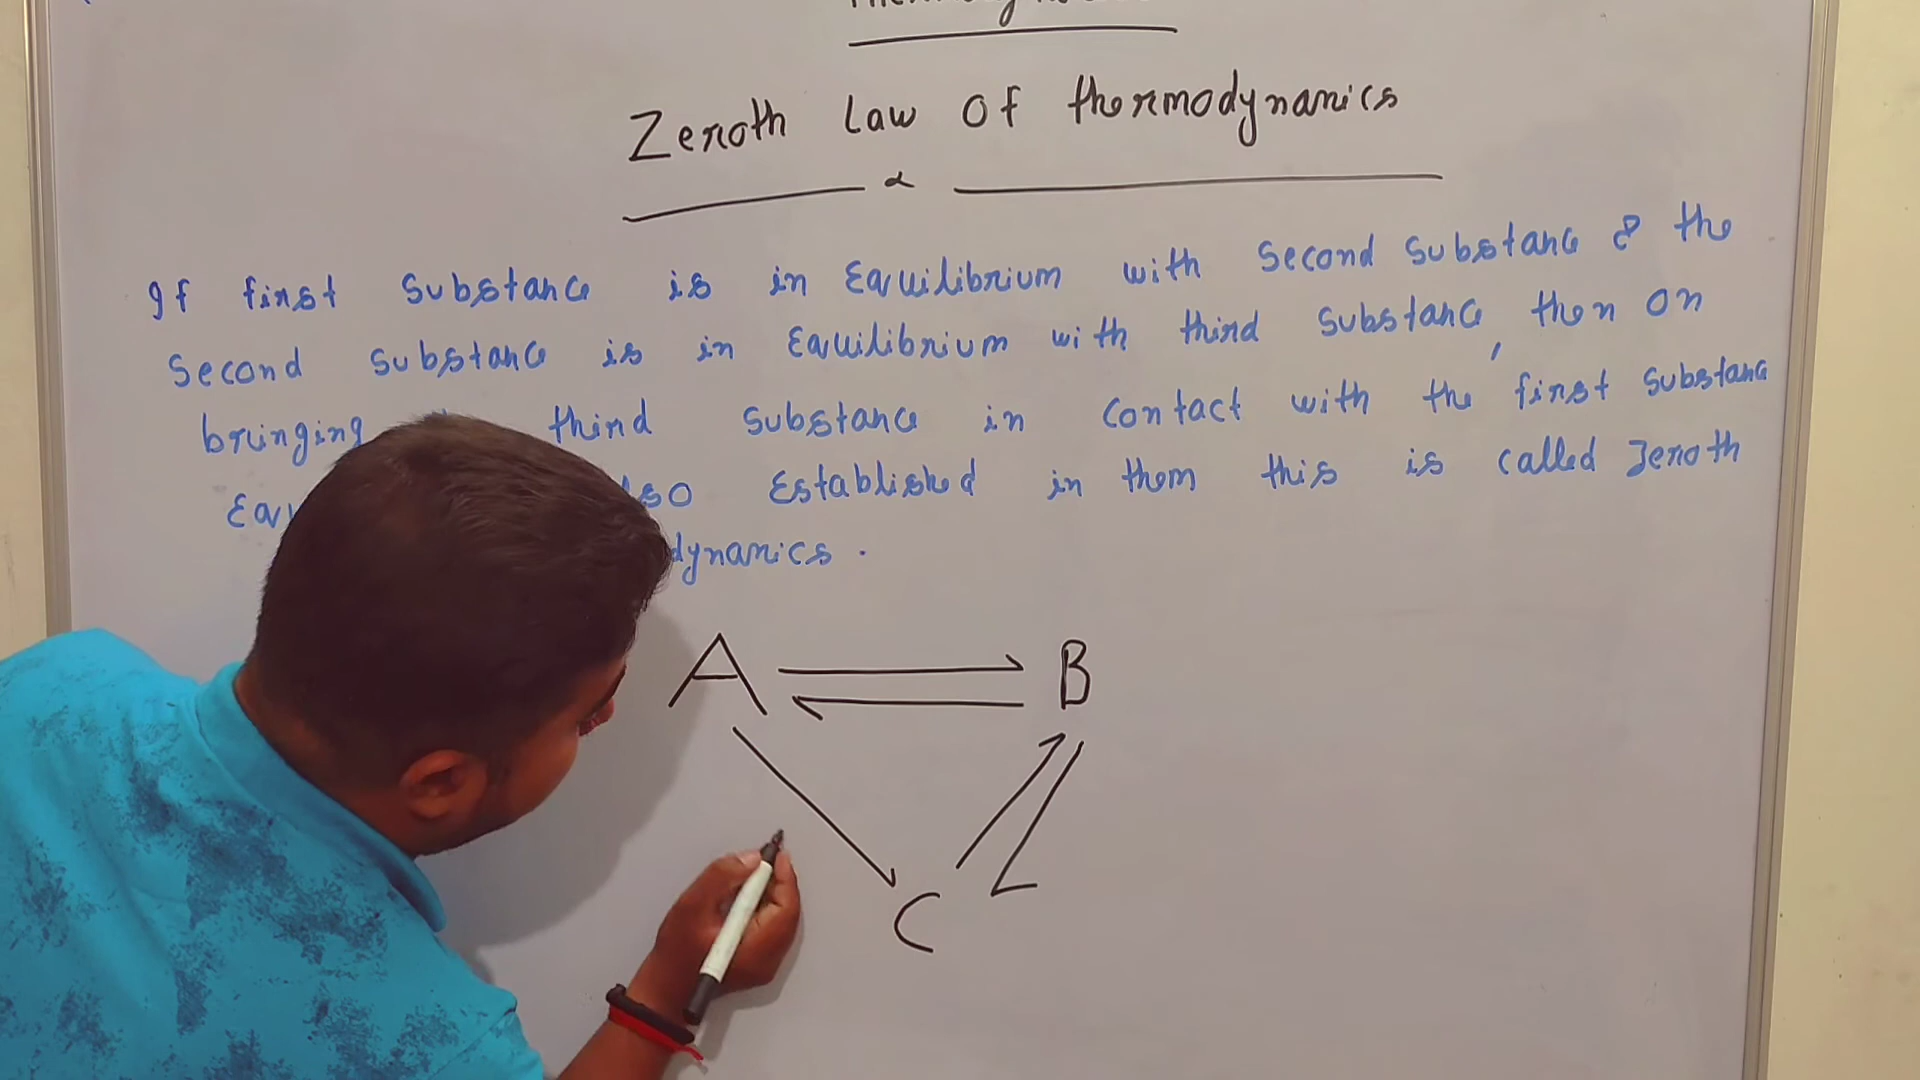 Zeroth Law Of thermodynamics
If first substance is in Equilibrium with second substance & the
second substance is in Equilibrium with third substance, then on
bringing third substance in contact with the first substance
also Established in them this is called zeroth
dynamics.
A B
C